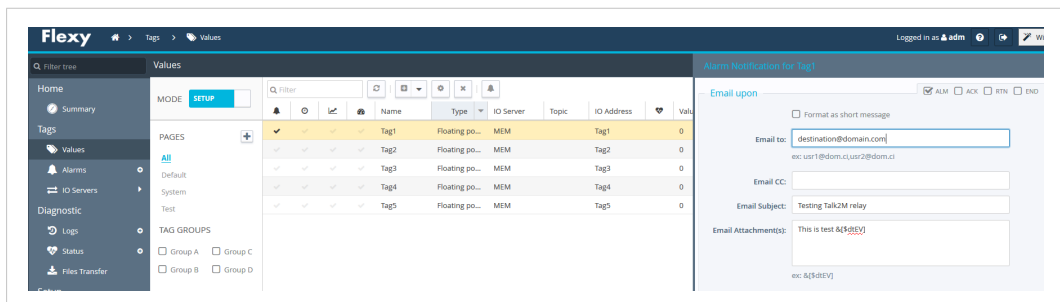 Flexy
Tags
Values
Logged in as adm
Wi
Filter tree
Values
Alarm Notification for Tag1
Home
Summary
Tags
Values
Alarms
IO Servers
Diagnostic
Logs
Status
Files Transfer
MODE SETUP
PAGES
All
Default
System
Test
TAG GROUPS
Group A Group C
Group B Group D
Filter
Name Type IO Server Topic IO Address Valu
Tag1 Floating po... MEM Tag1 0
Tag2 Floating po... MEM Tag2 0
Tag3 Floating po... MEM Tag3 0
Tag4 Floating po... MEM Tag4 0
Tag5 Floating po... MEM Tag5 0
Email upon ALM ACK RTN END
Format as short message
Email to: destination@domain.com
ex: usr1@dom.ci,usr2@dom.ci
Email CC:
Email Subject: Testing Talk2M relay
Email Attachment(s): This is test &[$dtEV]
ex: &[$dtEV]